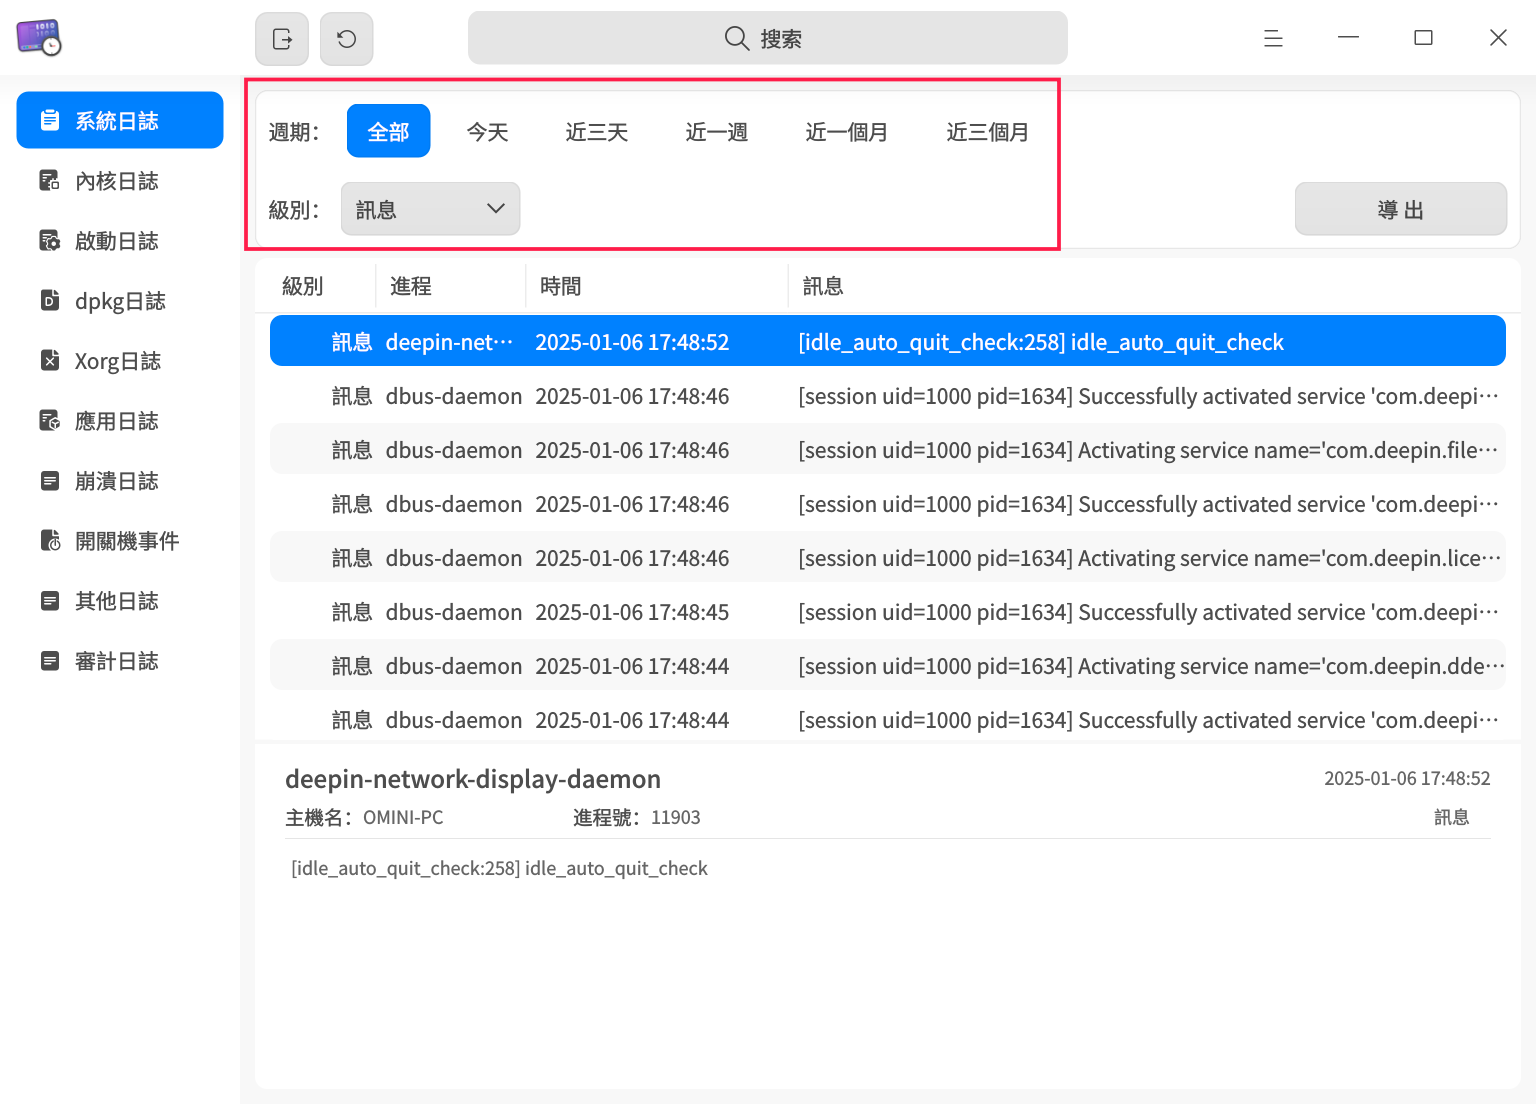 搜索
系統日誌
內核日誌
啟動日誌
dpkg日誌
Xorg日誌
應用日誌
崩潰日誌
開關機事件
其他日誌
審計日誌
週期： 全部 今天 近三天 近一週 近一個月 近三個月
級別： 訊息 導 出
級別 進程 時間 訊息
訊息 deepin-net··· 2025-01-06 17:48:52 [idle_auto_quit_check:258] idle_auto_quit_check
訊息 dbus-daemon 2025-01-06 17:48:46 [session uid=1000 pid=1634] Successfully activated service 'com.deepi···
訊息 dbus-daemon 2025-01-06 17:48:46 [session uid=1000 pid=1634] Activating service name='com.deepin.file···
訊息 dbus-daemon 2025-01-06 17:48:46 [session uid=1000 pid=1634] Successfully activated service 'com.deepi···
訊息 dbus-daemon 2025-01-06 17:48:46 [session uid=1000 pid=1634] Activating service name='com.deepin.lice···
訊息 dbus-daemon 2025-01-06 17:48:45 [session uid=1000 pid=1634] Successfully activated service 'com.deepi···
訊息 dbus-daemon 2025-01-06 17:48:44 [session uid=1000 pid=1634] Activating service name='com.deepin.dde···
訊息 dbus-daemon 2025-01-06 17:48:44 [session uid=1000 pid=1634] Successfully activated service 'com.deepi···
deepin-network-display-daemon 2025-01-06 17:48:52
主機名： OMINI-PC 進程號： 11903 訊息
[idle_auto_quit_check:258] idle_auto_quit_check